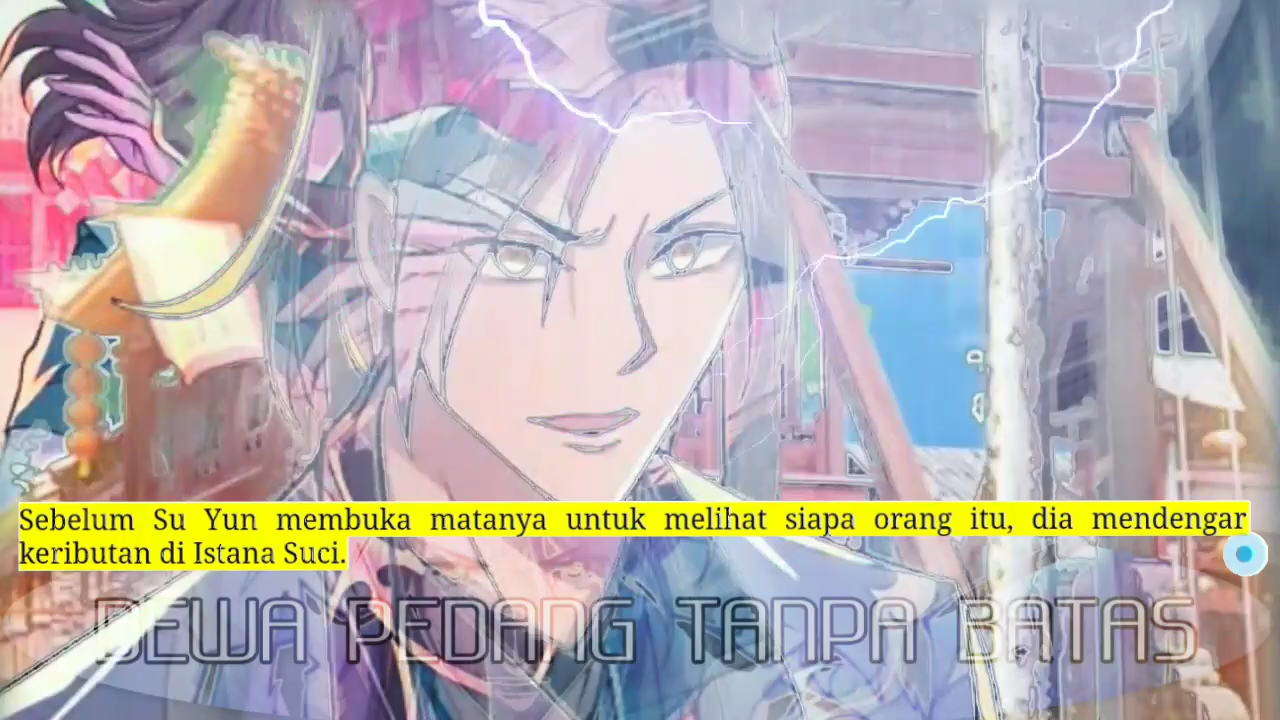 Sebelum Su Yun membuka matanya untuk melihat siapa orang itu, dia mendengar
keributan di Istana Suci.
DEWA PEDANG TANPA BATAS